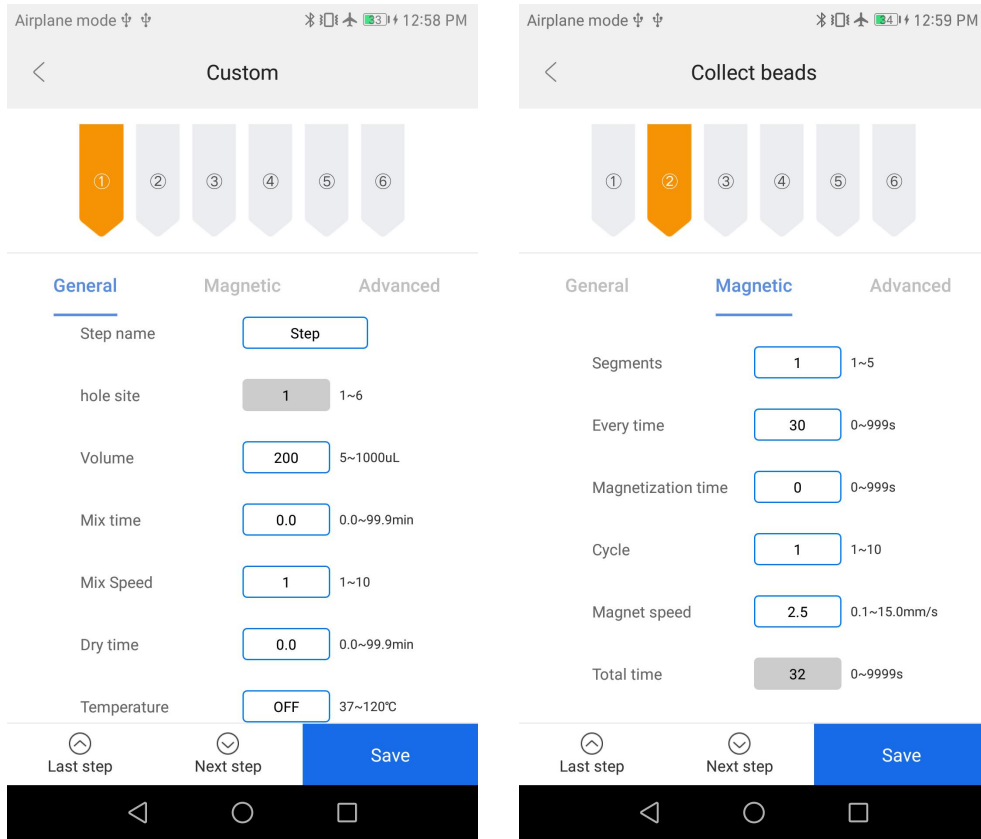 Airplane mode 33 12:58 PM
Custom
① ② ③ ④ ⑤ ⑥
General Magnetic Advanced
Step name Step
hole site 1 1~6
Volume 200 5~1000uL
Mix time 0.0 0.0~99.9min
Mix Speed 1 1~10
Dry time 0.0 0.0~99.9min
Temperature OFF 37~120℃
Last step Next step Save
Airplane mode 34 12:59 PM
Collect beads
① ② ③ ④ ⑤ ⑥
General Magnetic Advanced
Segments 1 1~5
Every time 30 0~999s
Magnetization time 0 0~999s
Cycle 1 1~10
Magnet speed 2.5 0.1~15.0mm/s
Total time 32 0~9999s
Last step Next step Save